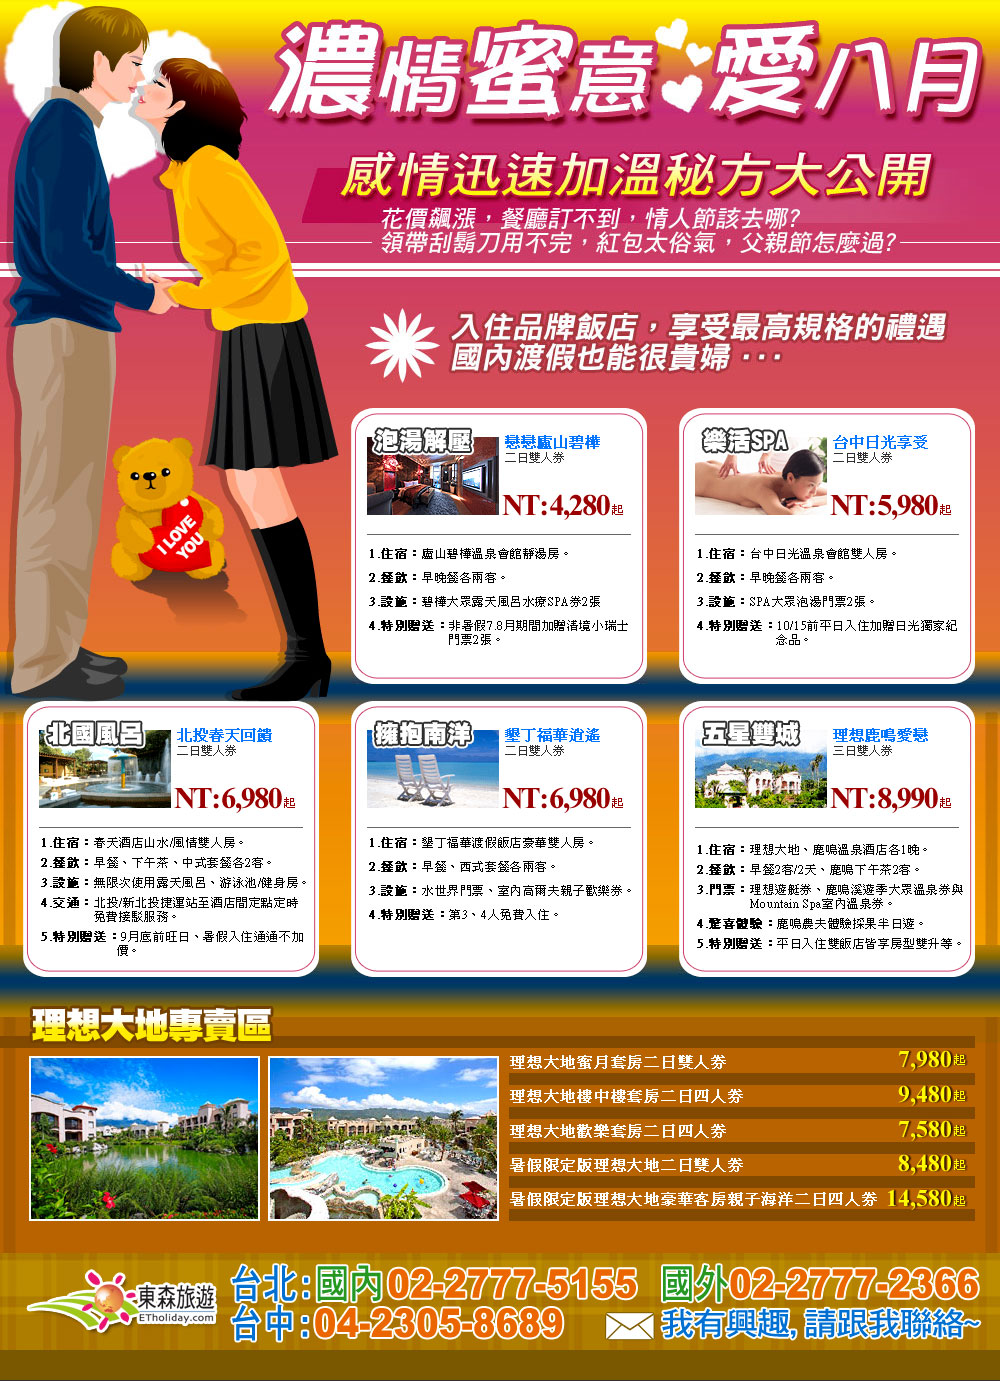 濃情蜜意 愛八月
感情迅速加溫秘方大公開
花價飆漲，餐廳訂不到，情人節該去哪?
領帶刮鬍刀用不完，紅包太俗氣，父親節怎麼過?
入住品牌飯店，享受最高規格的禮遇
國內渡假也能很貴婦 ‧‧‧
I LOVE
YOU
泡湯解壓
戀戀廬山碧樺
二日雙人券
NT:4,280起
1.住宿：廬山碧樺溫泉會館靜湯房。
2.餐飲：早晚餐各兩客。
3.設施：碧樺大眾露天風呂水療SPA券2張
4.特別贈送：非暑假7.8月期間加贈清境小瑞士
門票2張。
樂活SPA
台中日光享受
二日雙人券
NT:5,980起
1.住宿：台中日光溫泉會館雙人房。
2.餐飲：早晚餐各兩客。
3.設施：SPA大眾泡湯門票2張。
4.特別贈送：10/15前平日入住加贈日光獨家紀
念品。
北國風呂
北投春天回饋
二日雙人券
NT:6,980起
1.住宿：春天酒店山水/風情雙人房。
2.餐飲：早餐、下午茶、中式套餐各2客。
3.設施：無限次使用露天風呂、游泳池/健身房。
4.交通：北投/新北投捷運站至酒店間定點定時
免費接駁服務。
5.特別贈送：9月底前旺日、暑假入住通通不加
價。
擁抱南洋
墾丁福華逍遙
二日雙人券
NT:6,980起
1.住宿：墾丁福華渡假飯店豪華雙人房。
2.餐飲：早餐、西式套餐各兩客。
3.設施：水世界門票、室內高爾夫親子歡樂券。
4.特別贈送：第3、4人免費入住。
五星雙城
理想鹿鳴愛戀
三日雙人券
NT:8,990起
1.住宿：理想大地、鹿鳴溫泉酒店各1晚。
2.餐飲：早餐2客/2天、鹿鳴下午茶2客。
3.門票：理想遊艇券、鹿鳴溪遊季大眾溫泉券與
Mountain Spa室內溫泉券。
4.驚喜體驗：鹿鳴農夫體驗採果半日遊。
5.特別贈送：平日入住雙飯店皆享房型雙升等。
理想大地專賣區
理想大地蜜月套房二日雙人券 7,980起
理想大地樓中樓套房二日四人券 9,480起
理想大地歡樂套房二日四人券 7,580起
暑假限定版理想大地二日雙人券 8,480起
暑假限定版理想大地豪華客房親子海洋二日四人券 14,580起
東森旅遊
ETholiday.com
台北:國內02-2777-5155 國外02-2777-2366
台中:04-2305-8689 我有興趣,請跟我聯絡~